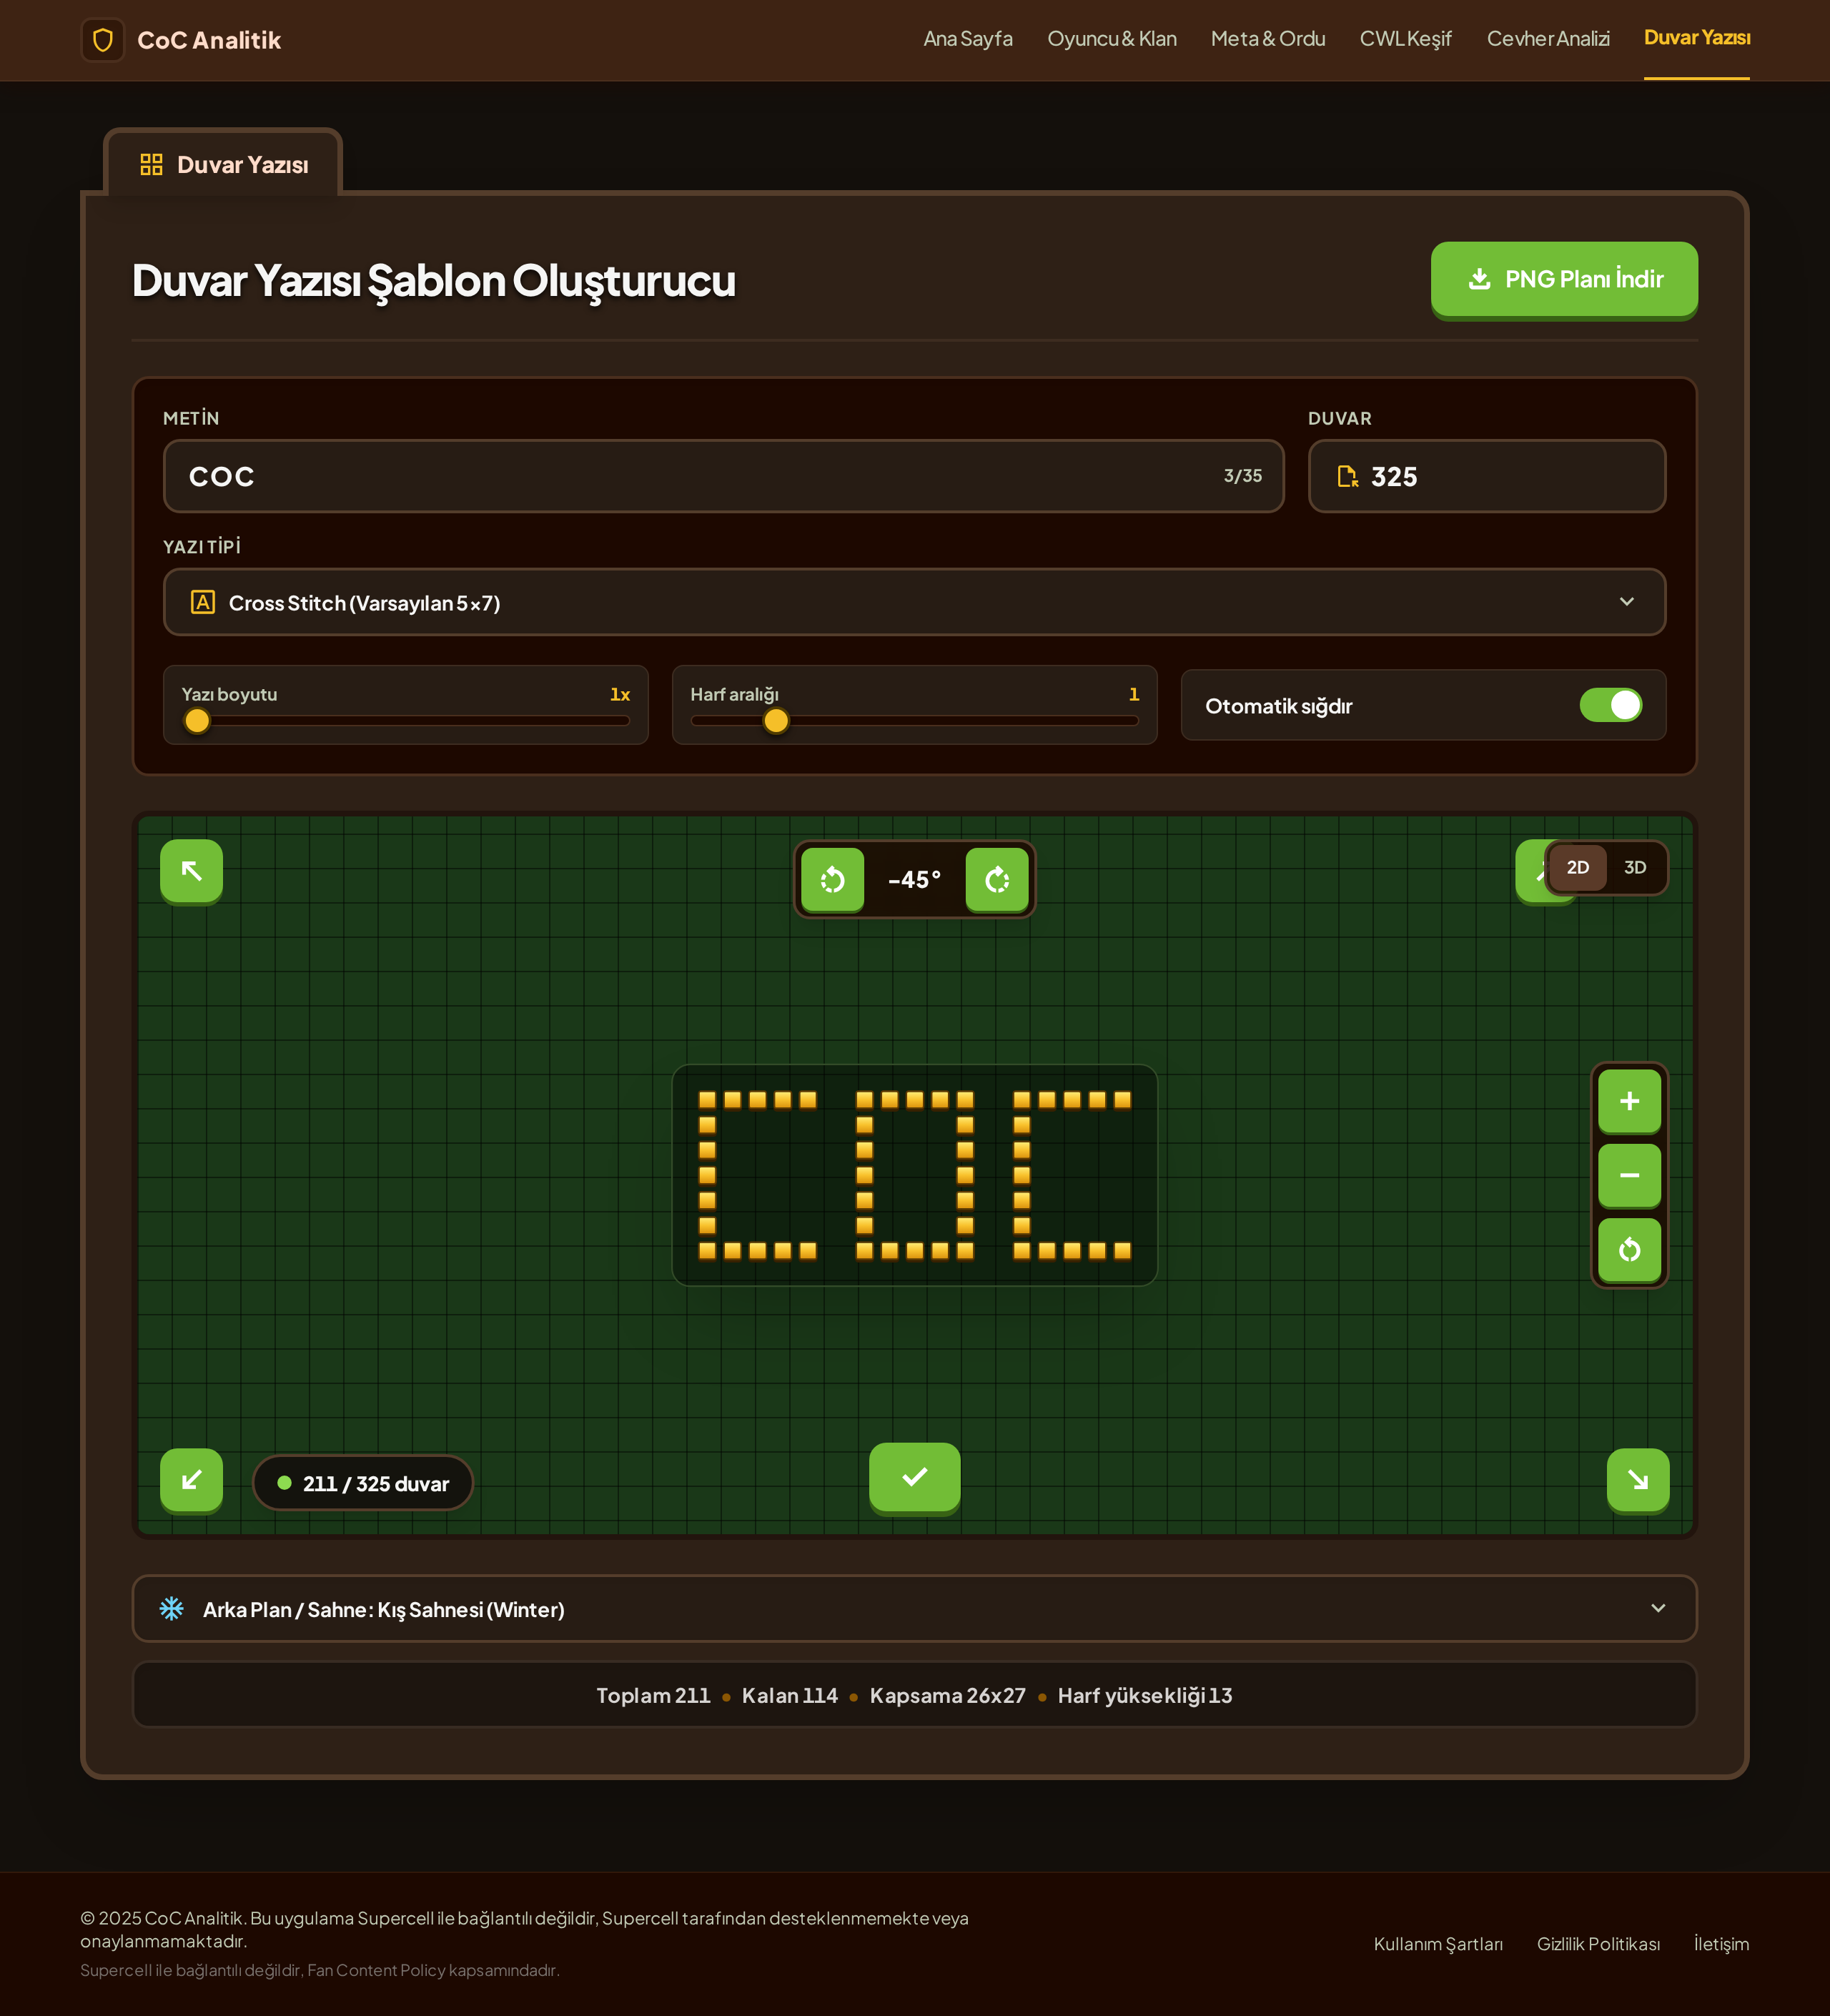 CoC Analitik
Ana Sayfa
Oyuncu & Klan
Meta & Ordu
CWL Keşif
Cevher Analizi
Duvar Yazısı
Duvar Yazısı
Duvar Yazısı Şablon Oluşturucu
PNG Planı İndir
METİN
DUVAR
COC
3/35
325
YAZI TİPİ
A
Cross Stitch (Varsayılan 5×7)
Yazı boyutu
1x
Harf aralığı
1
Otomatik sığdır
-45°
2D
3D
COC
211 / 325 duvar
Arka Plan / Sahne: Kış Sahnesi (Winter)
Toplam 211 • Kalan 114 • Kapsama 26x27 • Harf yüksekliği 13
© 2025 CoC Analitik. Bu uygulama Supercell ile bağlantılı değildir, Supercell tarafından desteklenmemekte veya
onaylanmamaktadır.
Supercell ile bağlantılı değildir, Fan Content Policy kapsamındadır.
Kullanım Şartları
Gizlilik Politikası
İletişim